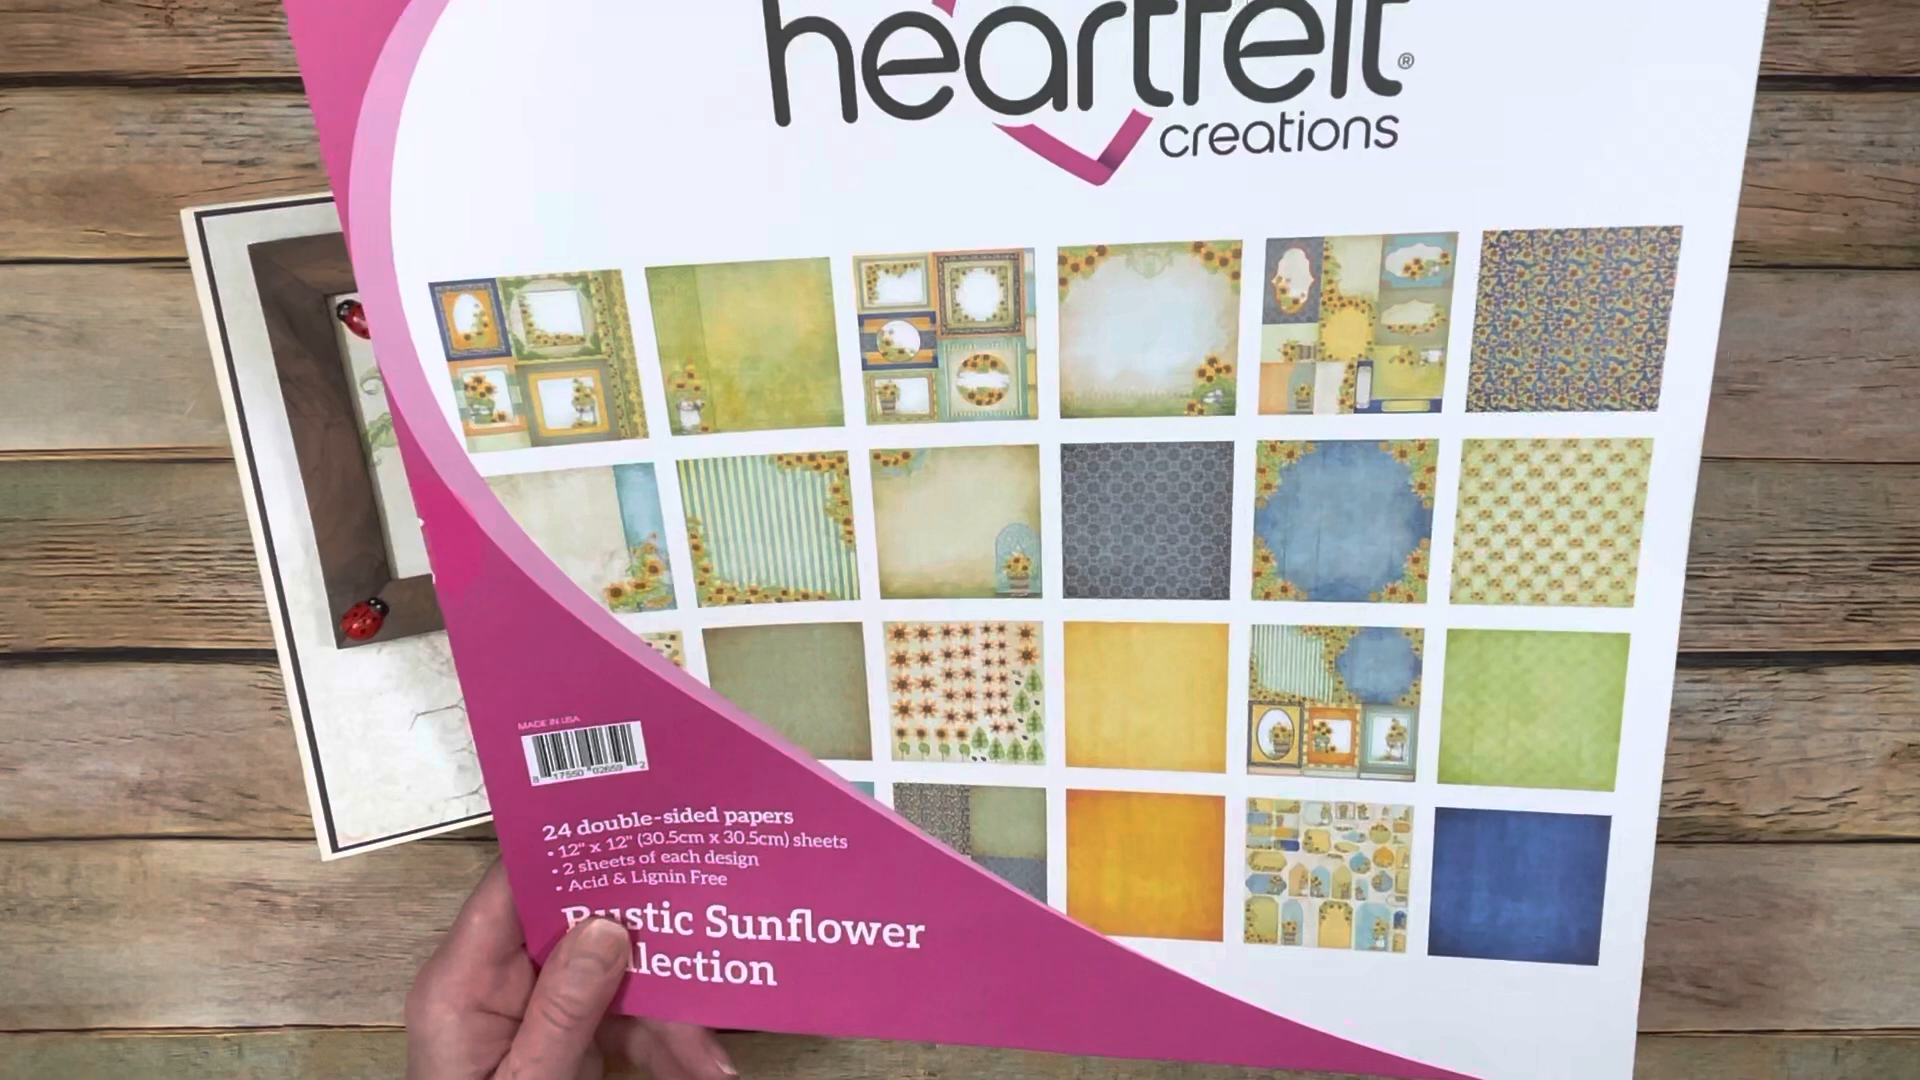 heartfelt®
creations
MADE IN USA
8 17550 02659 2
24 double-sided papers
• 12" x 12" (30.5cm x 30.5cm) sheets
• 2 sheets of each design
• Acid & Lignin Free
Rustic Sunflower
llection